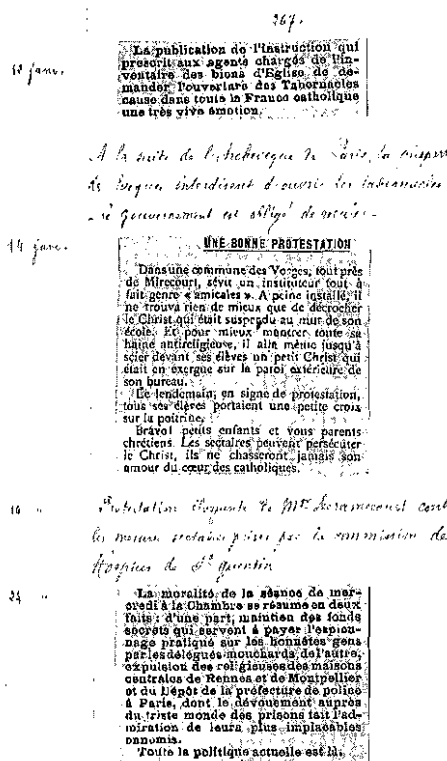 267.
12 janv.
La publication de l'instruction qui
prescrit aux agents chargés de l'in-
ventaire des biens d'Eglise de de-
mander l'ouverture des Tabernacles
cause dans toute la France catholique
une très vive émotion.
A la suite de l'archevêque de Paris, la plupart
des évêques interdisent d'ouvrir les tabernacles
le gouvernement est obligé de reculer.
14 janv.
UNE BONNE PROTESTATION
Dans une commune des Vosges, tout près
de Mirecourt, sévit un instituteur tout à
fait genre « amicales ». A peine installé, il
ne trouva rien de mieux que de décrocher
le Christ qui était suspendu au mur de son
école. Et pour mieux montrer toute sa
haine antireligieuse, il alla même jusqu'à
scier devant ses élèves un petit Christ qui
était en exergue sur la paroi extérieure de
son bureau.
Le lendemain, en signe de protestation,
tous ses élèves portaient une petite croix
sur la poitrine.
Bravo! petits enfants et vous parents
chrétiens. Les sectaires peuvent persécuter
le Christ, ils ne chasseront jamais son
amour du cœur des catholiques.
Protestation de Mgr
les mesures sectaires prises par la commission des
Hospices de St Quentin
24 "
La moralité de la séance de mer-
credi à la Chambre se résume en deux
faits : d'une part, maintien des fonds
secrets qui servent à payer l'espion-
nage pratiqué sur les honnêtes gens
par les délégués mouchards, de l'autre,
expulsion des religieuses des maisons
centrales de Rennes et de Montpellier
et du Dépôt de la préfecture de police
à Paris, dont le dévouement auprès
du triste monde des prisons fait l'ad-
miration de leurs plus implacables
ennemis.
Toute la politique actuelle est là.